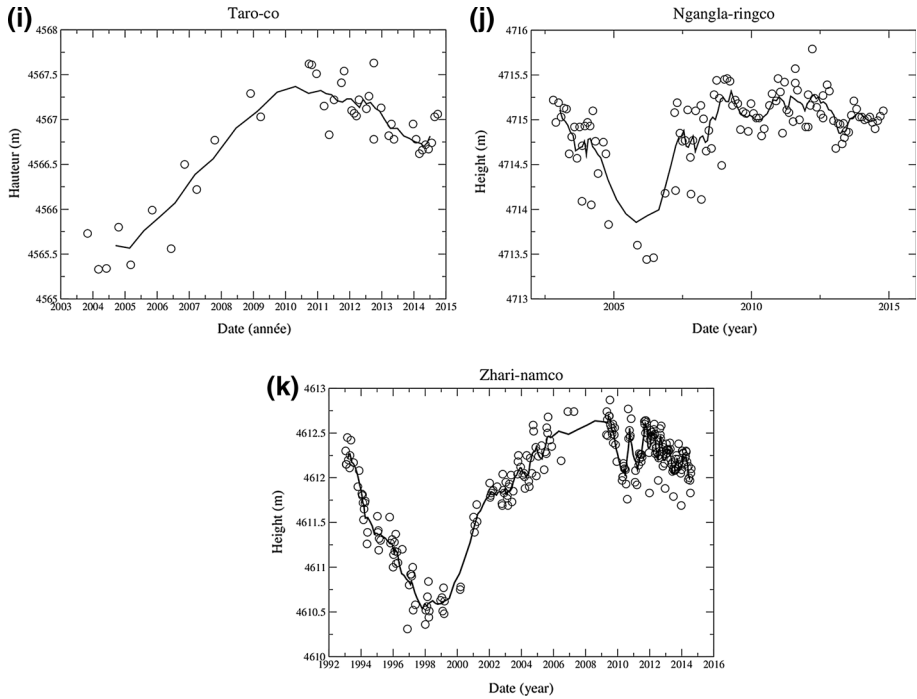 (i)
Taro-co
4568
4567.5
4567
4566.5
4566
4565.5
4565
Hauteur (m)
2003 2004 2005 2006 2007 2008 2009 2010 2011 2012 2013 2014 2015
Date (année)
(j)
Ngangla-ringco
4716
4715.5
4715
4714.5
4714
4713.5
4713
Height (m)
2005 2010 2015
Date (year)
(k)
Zhari-namco
4613
4612.5
4612
4611.5
4611
4610.5
4610
Height (m)
1992 1994 1996 1998 2000 2002 2004 2006 2008 2010 2012 2014 2016
Date (year)